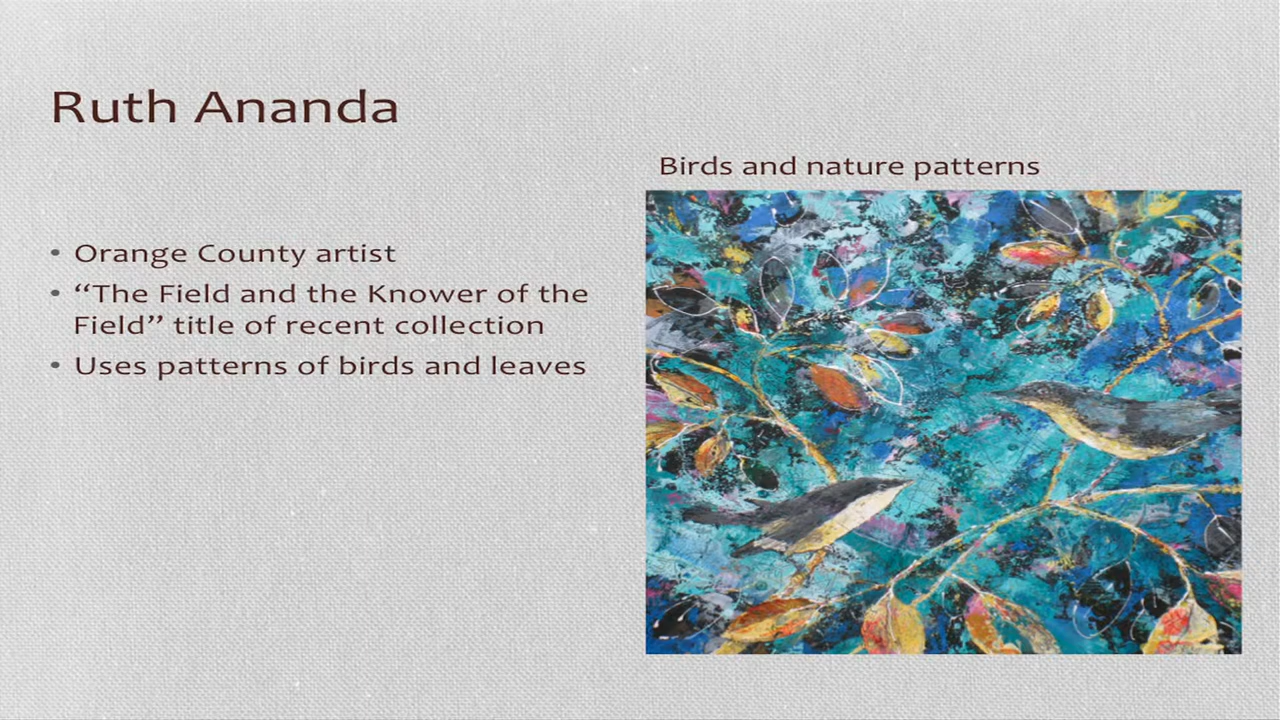 Ruth Ananda
Birds and nature patterns
• Orange County artist
• “The Field and the Knower of the
Field” title of recent collection
• Uses patterns of birds and leaves